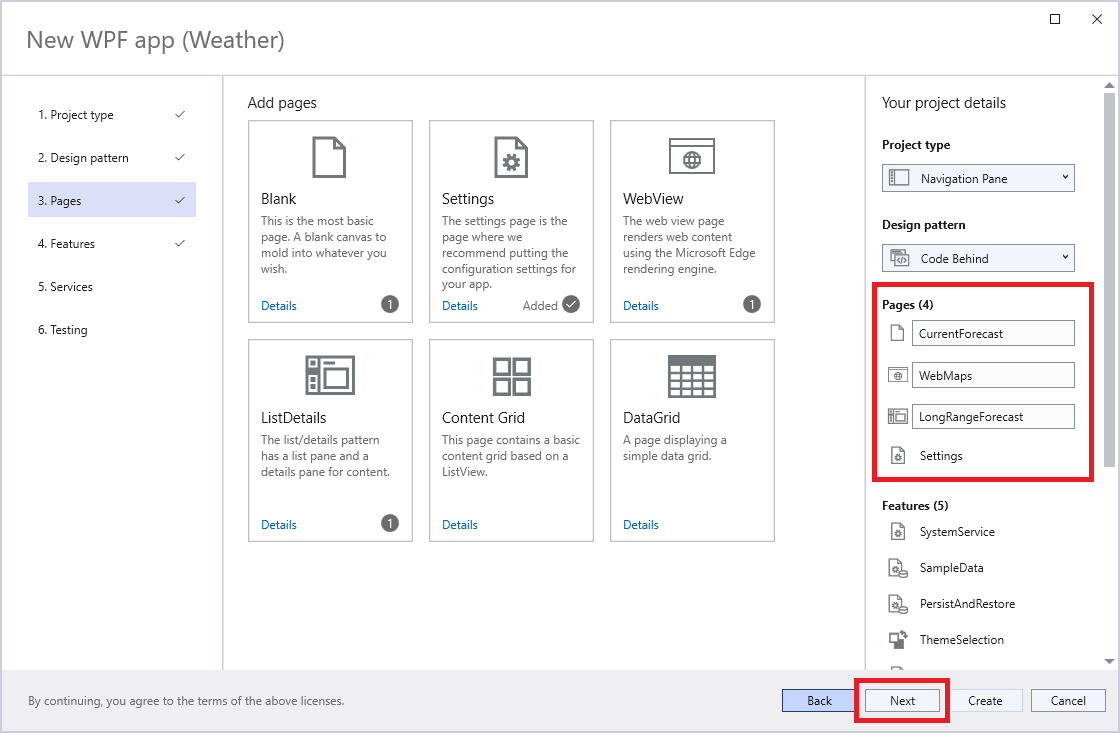 New WPF app (Weather)
1. Project type
2. Design pattern
3. Pages
4. Features
5. Services
6. Testing
Add pages
Blank
This is the most basic
page. A blank canvas to
mold into whatever you
wish.
Details
1
Settings
The settings page is the
page where we
recommend putting the
configuration settings for
your app.
Details
Added
WebView
The web view page
renders web content
using the Microsoft Edge
rendering engine.
Details
1
ListDetails
The list/details pattern
has a list pane and a
details pane for content.
Details
1
Content Grid
This page contains a basic
content grid based on a
ListView.
Details
DataGrid
A page displaying a
simple data grid.
Details
Your project details
Project type
Navigation Pane
Design pattern
Code Behind
Pages (4)
CurrentForecast
WebMaps
LongRangeForecast
Settings
Features (5)
SystemService
SampleData
PersistAndRestore
ThemeSelection
By continuing, you agree to the terms of the above licenses.
Back
Next
Create
Cancel